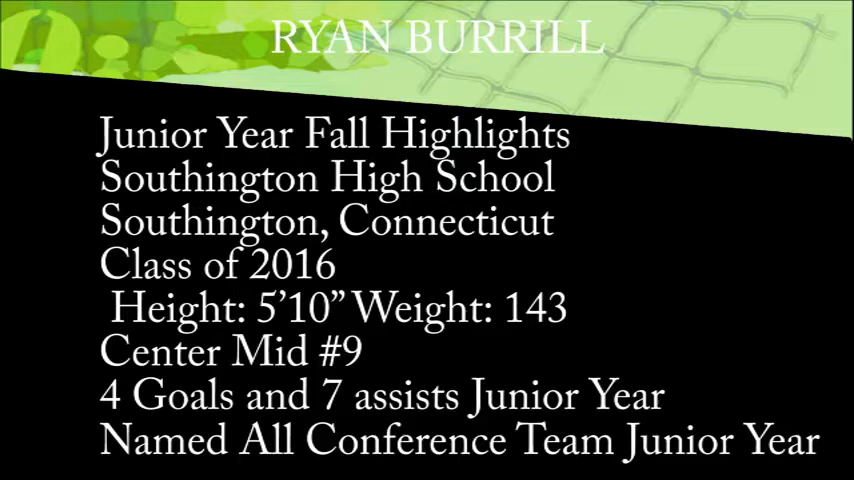 RYAN BURRILL
Junior Year Fall Highlights
Southington High School
Southington, Connecticut
Class of 2016
Height: 5’10” Weight: 143
Center Mid #9
4 Goals and 7 assists Junior Year
Named All Conference Team Junior Year